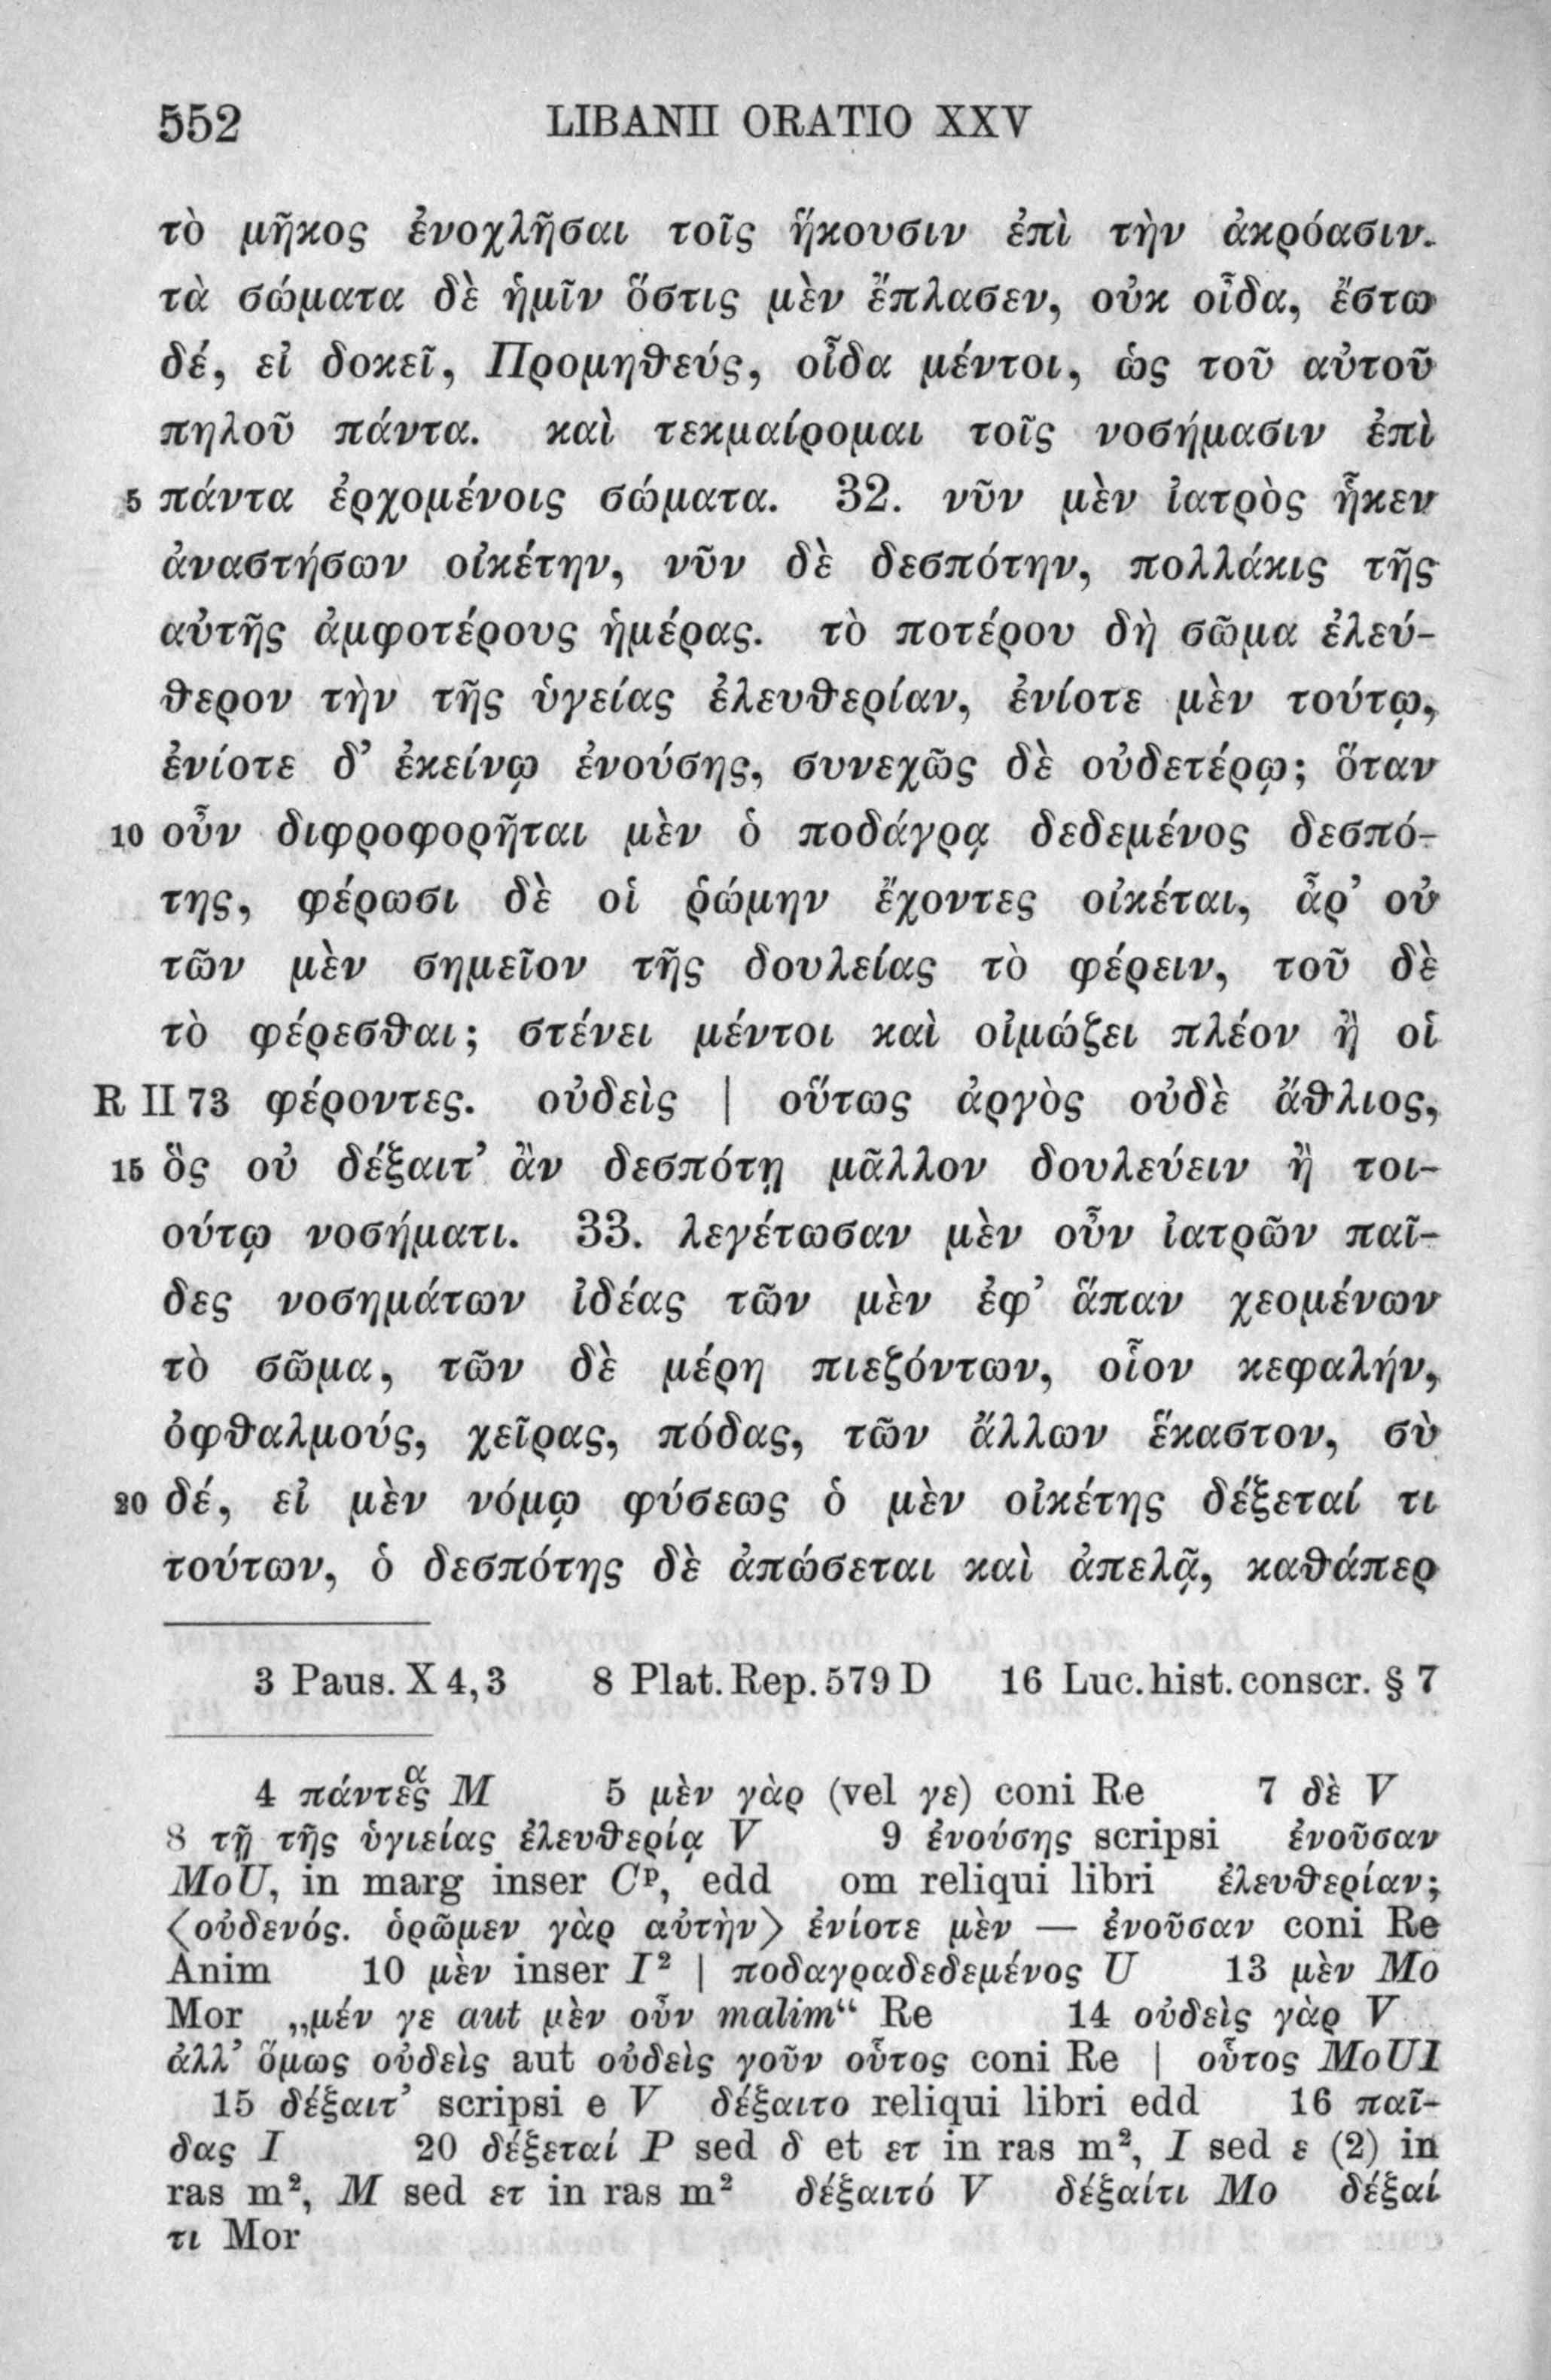 552 LIBANII ORATIO XXV
τὸ μῆκος ἐνοχλῆσαι τοῖς ἥκουσιν ἐπὶ τὴν ἀκρόασιν.
τὰ σώματα δὲ ἡμῖν ὅστις μὲν ἔπλασεν, οὐκ οἶδα, ἔστω
δέ, εἰ δοκεῖ, Προμηθεύς, οἶδα μέντοι, ὡς τοῦ αὐτοῦ
πηλοῦ πάντα. καὶ τεκμαίρομαι τοῖς νοσήμασιν ἐπὶ
5 πάντα ἐρχομένοις σώματα. 32. νῦν μὲν ἰατρὸς ἧκεν
ἀναστήσων οἰκέτην, νῦν δὲ δεσπότην, πολλάκις τῆς
αὐτῆς ἀμφοτέρους ἡμέρας. τὸ ποτέρου δὴ σῶμα ἐλεύ-
θερον τὴν τῆς ὑγείας ἐλευθερίαν, ἐνίοτε μὲν τούτῳ,
ἐνίοτε δ’ ἐκείνῳ ἐνούσης, συνεχῶς δὲ οὐδετέρῳ; ὅταν
10 οὖν διφροφορῆται μὲν ὁ ποδάγρᾳ δεδεμένος δεσπό-
της, φέρωσι δὲ οἱ ῥώμην ἔχοντες οἰκέται, ἆρ’ οὐ
τῶν μὲν σημεῖον τῆς δουλείας τὸ φέρειν, τοῦ δὲ
τὸ φέρεσθαι; στένει μέντοι καὶ οἰμώζει πλέον ἢ οἱ
R II 73 φέροντες. οὐδεὶς | οὕτως ἀργὸς οὐδὲ ἄθλιος,
15 ὃς οὐ δέξαιτ’ ἂν δεσπότῃ μᾶλλον δουλεύειν ἢ τοι-
ούτῳ νοσήματι. 33. λεγέτωσαν μὲν οὖν ἰατρῶν παῖ-
δες νοσημάτων ἰδέας τῶν μὲν ἐφ’ ἅπαν χεομένων
τὸ σῶμα, τῶν δὲ μέρη πιεζόντων, οἷον κεφαλήν,
ὀφθαλμούς, χεῖρας, πόδας, τῶν ἄλλων ἕκαστον, σὺ
20 δέ, εἰ μὲν νόμῳ φύσεως ὁ μὲν οἰκέτης δέξεταί τι
τούτων, ὁ δεσπότης δὲ ἀπώσεται καὶ ἀπελᾷ, καθάπερ
3 Paus. X 4, 3 8 Plat. Rep. 579 D 16 Luc. hist. conscr. § 7
4 πάντεςα M 5 μὲν γὰρ (vel γε) coni Re 7 δὲ V
8 τῇ τῆς ὑγιείας ἐλευθερίᾳ V 9 ἐνούσης scripsi ἐνοῦσαν
MoU, in marg inser Cᵖ, edd om reliqui libri ἐλευθερίαν;
⟨οὐδενός. ὁρῶμεν γὰρ αὐτὴν⟩ ἐνίοτε μὲν — ἐνοῦσαν coni Re
Anim 10 μὲν inser I² | ποδαγραδεδεμένος U 13 μὲν Mo
Mor „μέν γε aut μὲν οὖν malim“ Re 14 οὐδεὶς γὰρ V
ἀλλ’ ὅμως οὐδεὶς aut οὐδεὶς γοῦν οὗτος coni Re | οὗτος MoUI
15 δέξαιτ’ scripsi e V δέξαιτο reliqui libri edd 16 παῖ-
δας I 20 δέξεταί P sed δ et ετ in ras m², I sed ε (2) in
ras m², M sed ετ in ras m² δέξαιτό V δέξαίτι Mo δέξαί
τι Mor